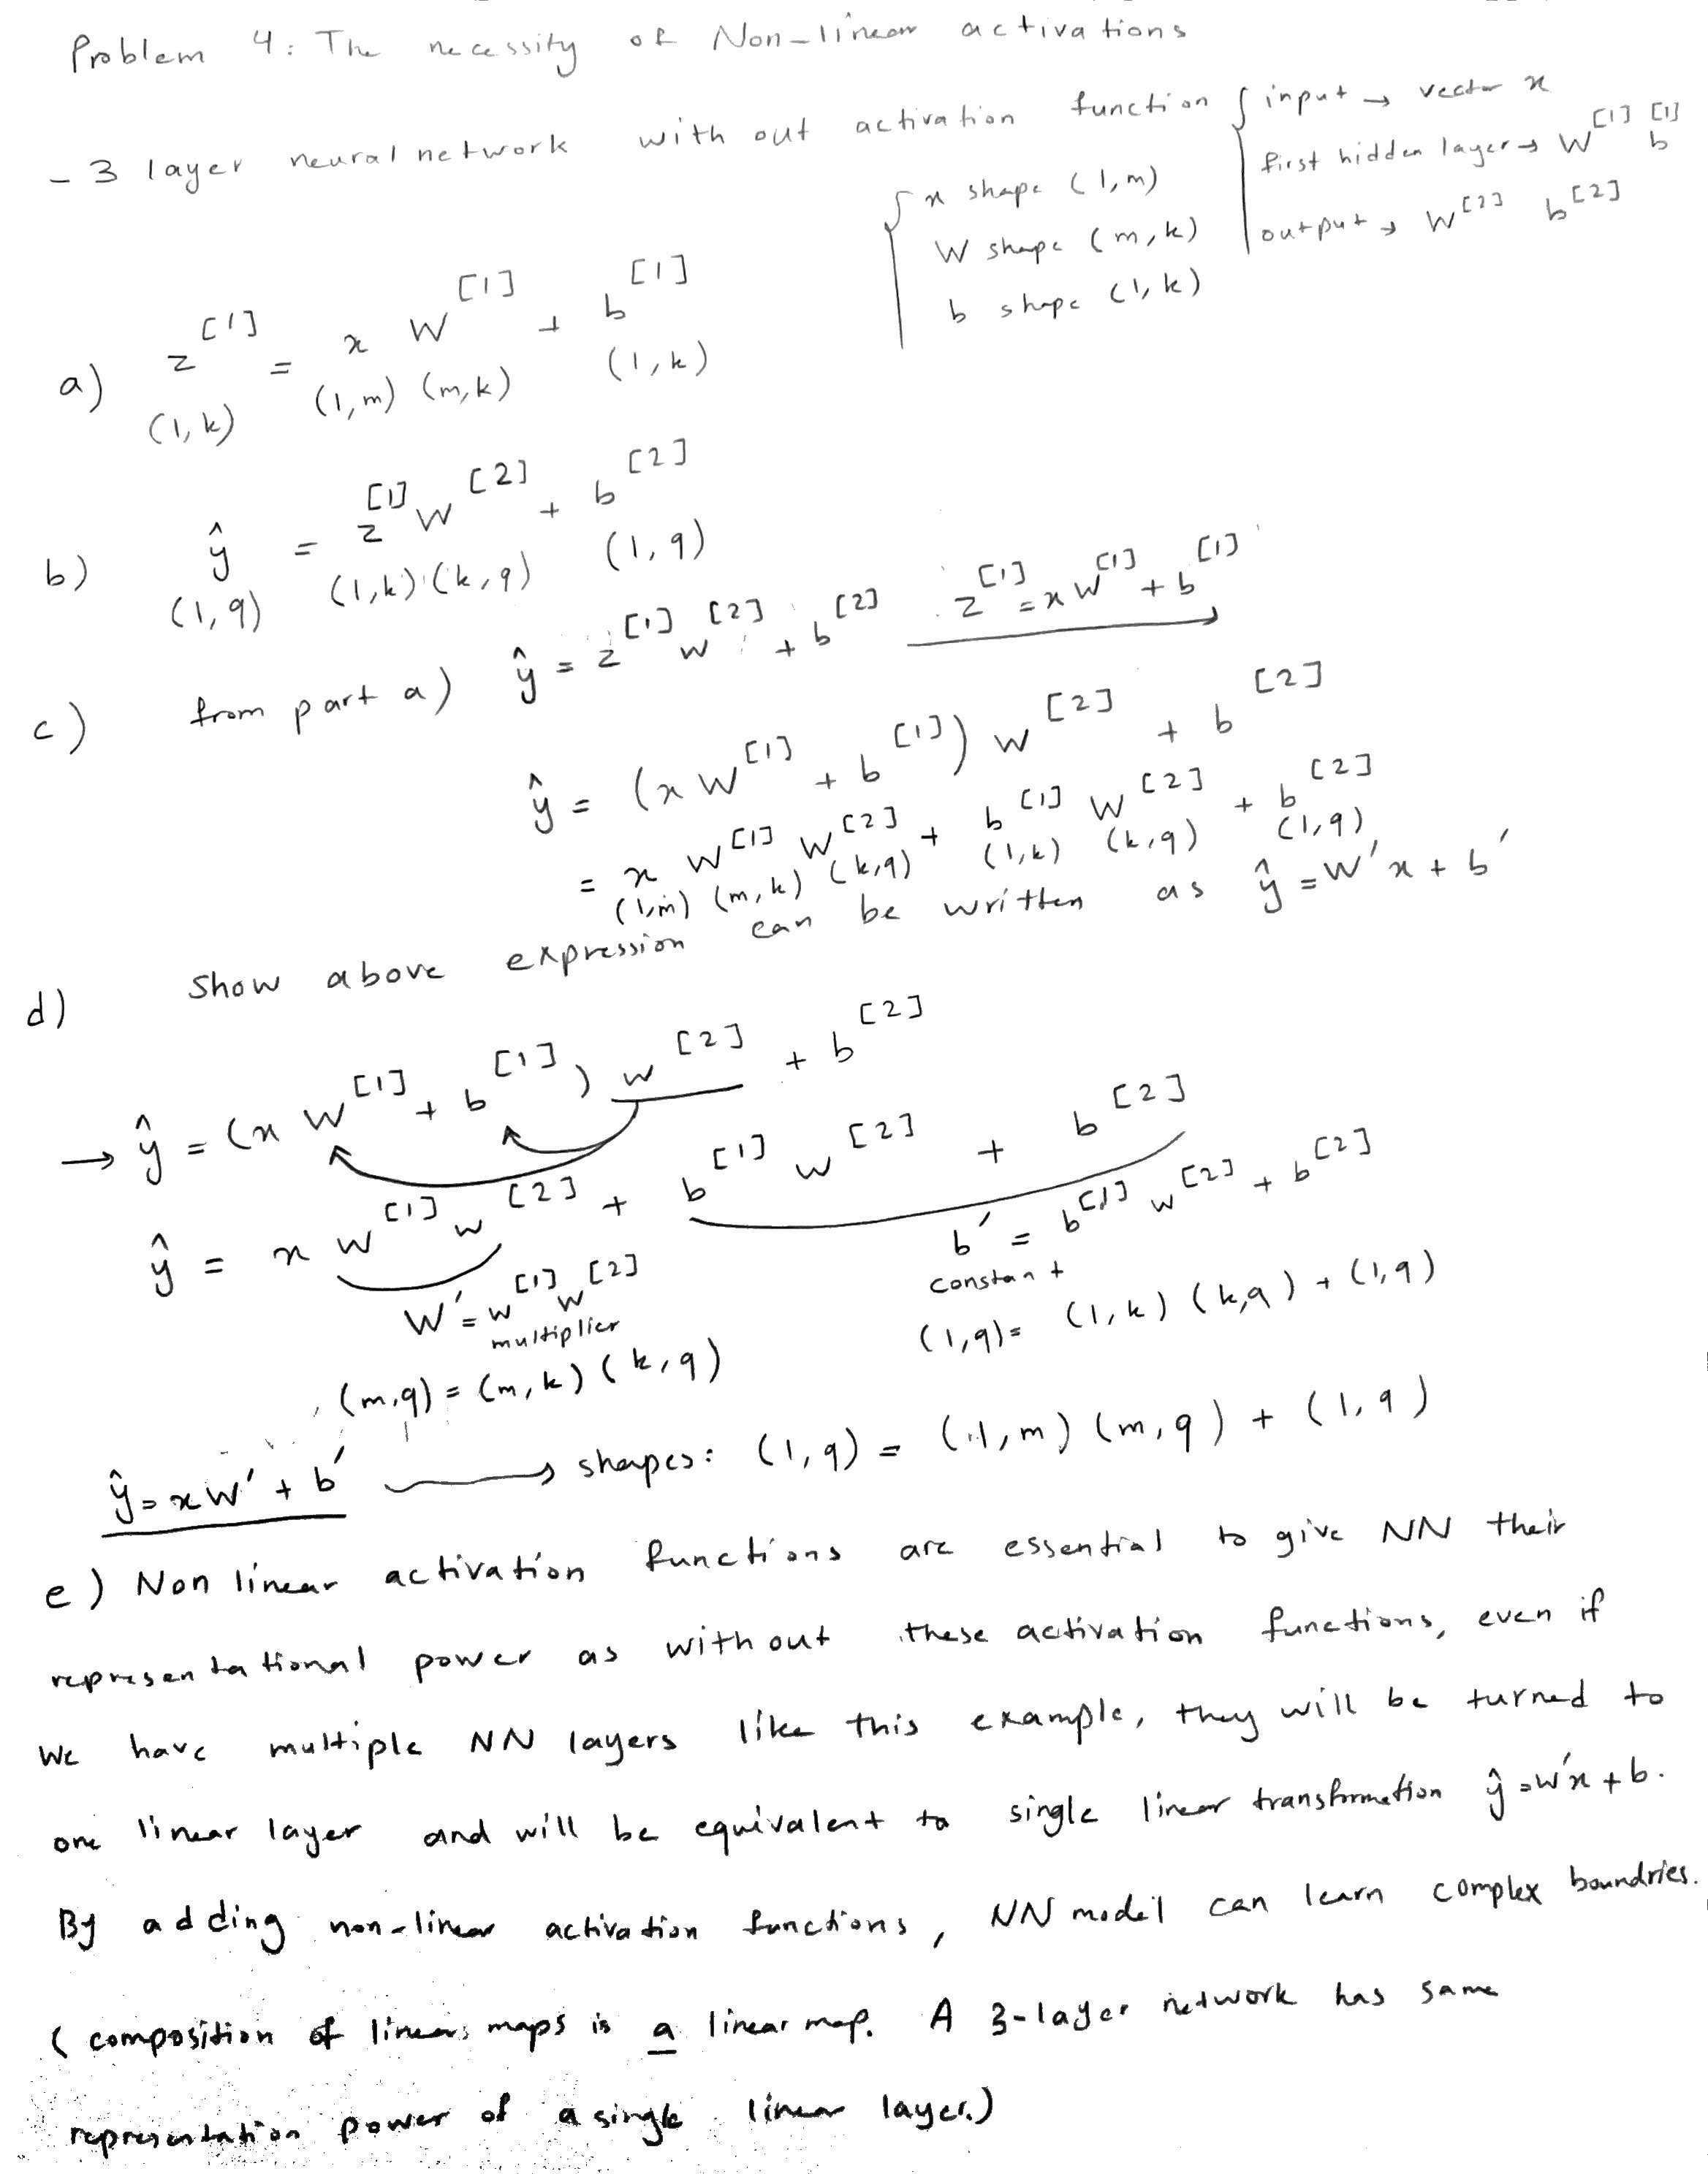 Problem 4: The necessity of Non-linear activations
- 3 layer neural network with out activation function { input → vector x
first hidden layer → W^[1] b^[1]
output → W^[2] b^[2]
{ x shape (1,m)
W shape (m,k)
b shape (1,k)
a) z^[1] = x W^[1] + b^[1]
(1,k) (1,m) (m,k) (1,k)
b) ŷ = z^[1] W^[2] + b^[2]
(1,q) (1,k) (k,q) (1,q)
c) from part a) ŷ = z^[1] W^[2] + b^[2] z^[1] = x W^[1] + b^[1]
ŷ = (x W^[1] + b^[1]) W^[2] + b^[2]
= x W^[1] W^[2] + b^[1] W^[2] + b^[2]
(1,m) (m,k) (k,q) (1,k) (k,q) (1,q)
d) Show above expression can be written as ŷ = W'x + b'
→ ŷ = (x W^[1] + b^[1]) W^[2] + b^[2]
ŷ = x W^[1] W^[2] + b^[1] W^[2] + b^[2]
W' = W^[1] W^[2]
multiplier
(m,q) = (m,k) (k,q)
b' = b^[1] W^[2] + b^[2]
constant
(1,q) = (1,k) (k,q) + (1,q)
ŷ = xW' + b' → shapes: (1,q) = (1,m) (m,q) + (1,q)
e) Non linear activation functions are essential to give NN their
representational power as without these activation functions, even if
We have multiple NN layers like this example, they will be turned to
one linear layer and will be equivalent to single linear transformation ŷ = W'x + b.
By adding non-linear activation functions, NN model can learn complex boundries.
(composition of linears maps is a linear map. A 3-layer network has same
representation power of a single linear layer.)